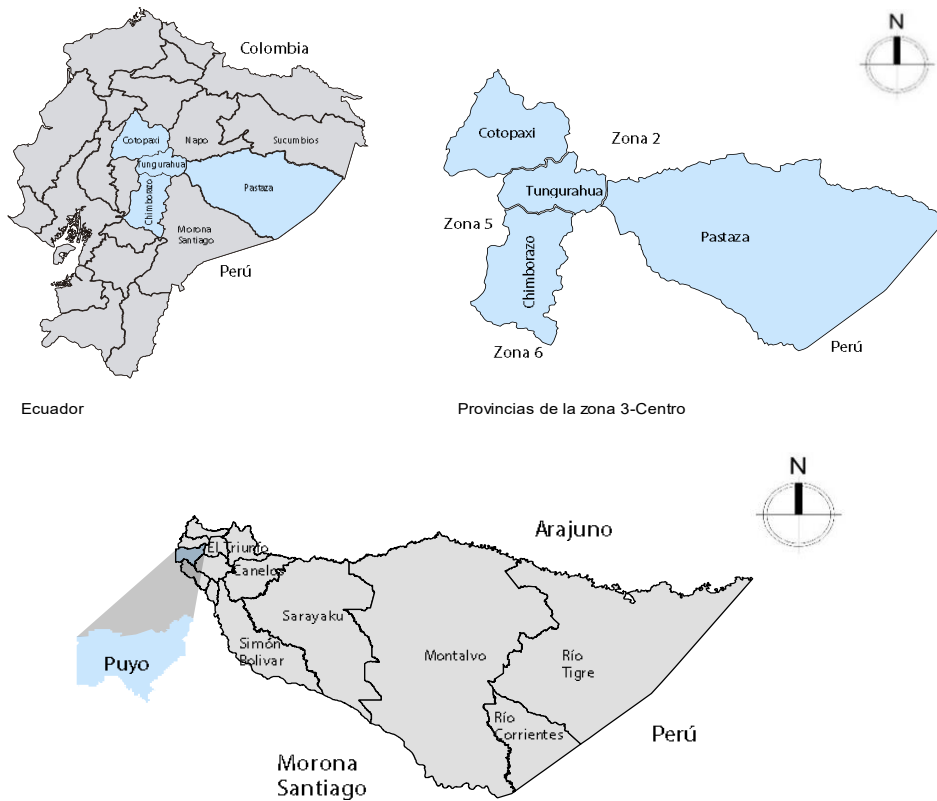 Colombia
Cotopaxi
Napo
Sucumbios
Tungurahua
Pastaza
Chimborazo
Morona
Santiago
Perú
Ecuador
N
Cotopaxi
Zona 2
Tungurahua
Zona 5
Pastaza
Chimborazo
Perú
Zona 6
Provincias de la zona 3-Centro
N
Arajuno
El Triunfo
Canelos
Sarayaku
Puyo
Simón
Bolivar
Montalvo
Río
Tigre
Río
Corrientes
Perú
Morona
Santiago